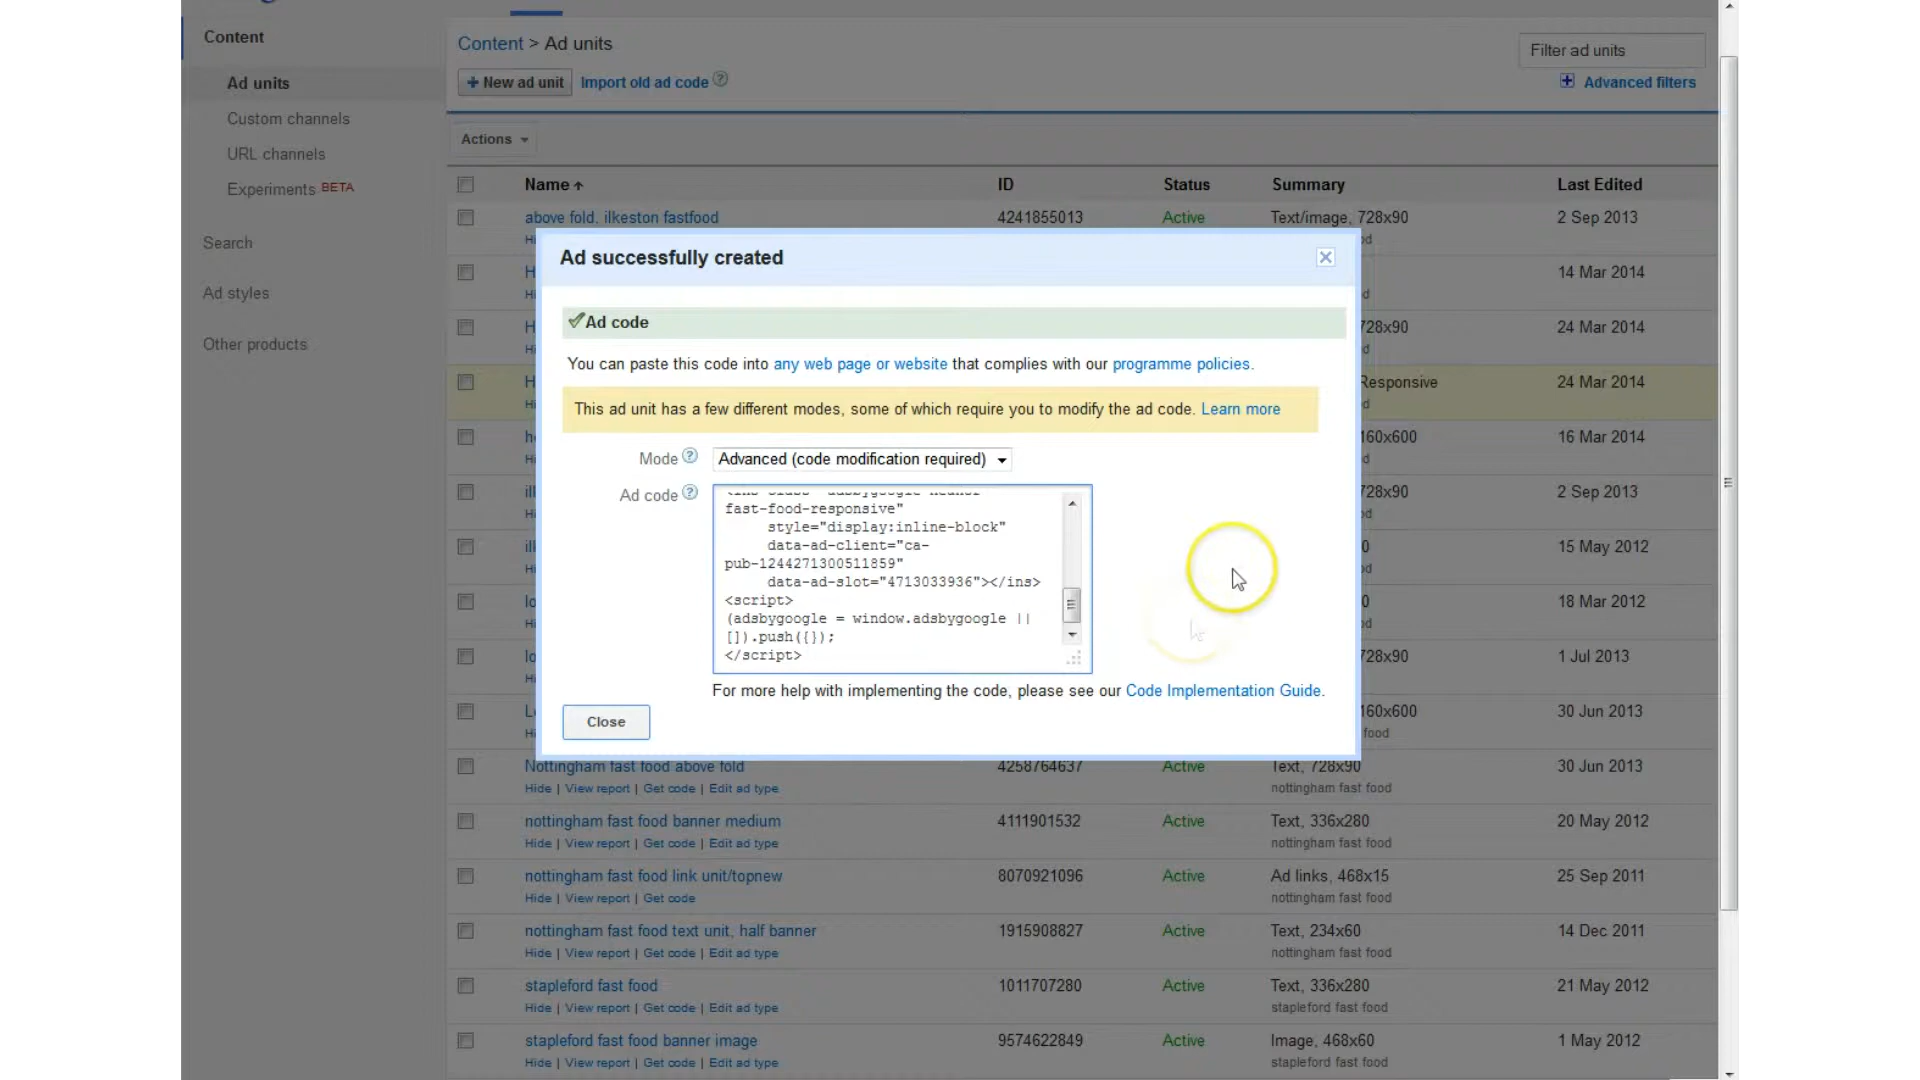 Content
Content > Ad units
Filter ad units
Ad units
+ New ad unit
Import old ad code ?
+ Advanced filters
Custom channels
Actions
URL channels
Experiments BETA
Name ID Status Summary Last Edited
above fold. ilkeston fastfood 4241855013 Active Text/image, 728x90 2 Sep 2013
Search
Ad successfully created
14 Mar 2014
Ad styles
Ad code
728x90 24 Mar 2014
Other products
You can paste this code into any web page or website that complies with our programme policies.
Responsive 24 Mar 2014
This ad unit has a few different modes, some of which require you to modify the ad code. Learn more
160x600 16 Mar 2014
Mode ? Advanced (code modification required)
Ad code ?
728x90 2 Sep 2013
fast-food-responsive"
style="display:inline-block"
data-ad-client="ca-
15 May 2012
pub-1244271300511859"
data-ad-slot="4713033936"></ins>
<script>
18 Mar 2012
(adsbygoogle = window.adsbygoogle ||
[]).push({});
</script>
728x90 1 Jul 2013
For more help with implementing the code, please see our Code Implementation Guide.
160x600 30 Jun 2013
Close
food
Nottingham fast food above fold 4258764637 Active Text, 728x90 30 Jun 2013
Hide | View report | Get code | Edit ad type nottingham fast food
nottingham fast food banner medium 4111901532 Active Text, 336x280 20 May 2012
Hide | View report | Get code | Edit ad type nottingham fast food
nottingham fast food link unit/topnew 8070921096 Active Ad links, 468x15 25 Sep 2011
Hide | View report | Get code nottingham fast food
nottingham fast food text unit, half banner 1915908827 Active Text, 234x60 14 Dec 2011
Hide | View report | Get code | Edit ad type nottingham fast food
stapleford fast food 1011707280 Active Text, 336x280 21 May 2012
Hide | View report | Get code | Edit ad type stapleford fast food
stapleford fast food banner image 9574622849 Active Image, 468x60 1 May 2012
Hide | View report | Get code | Edit ad type stapleford fast food